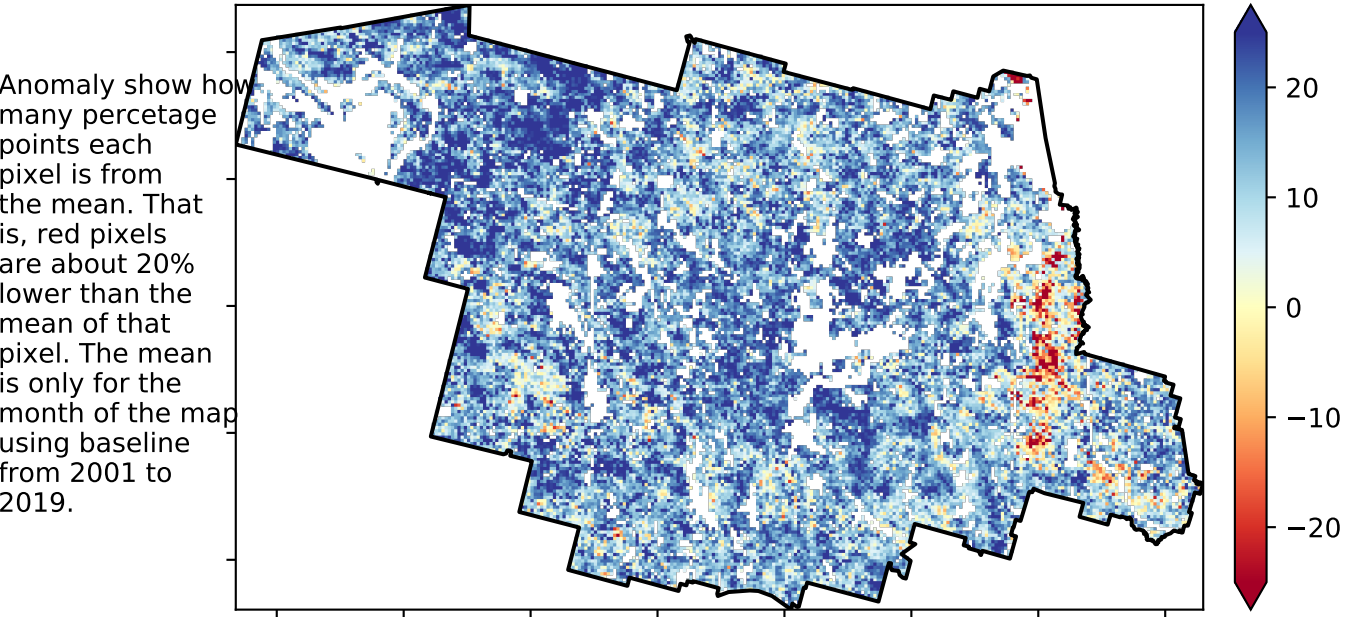 Anomaly show how
many percetage
points each
pixel is from
the mean. That
is, red pixels
are about 20%
lower than the
mean of that
pixel. The mean
is only for the
month of the map
using baseline
from 2001 to
2019.
20
10
0
−10
−20